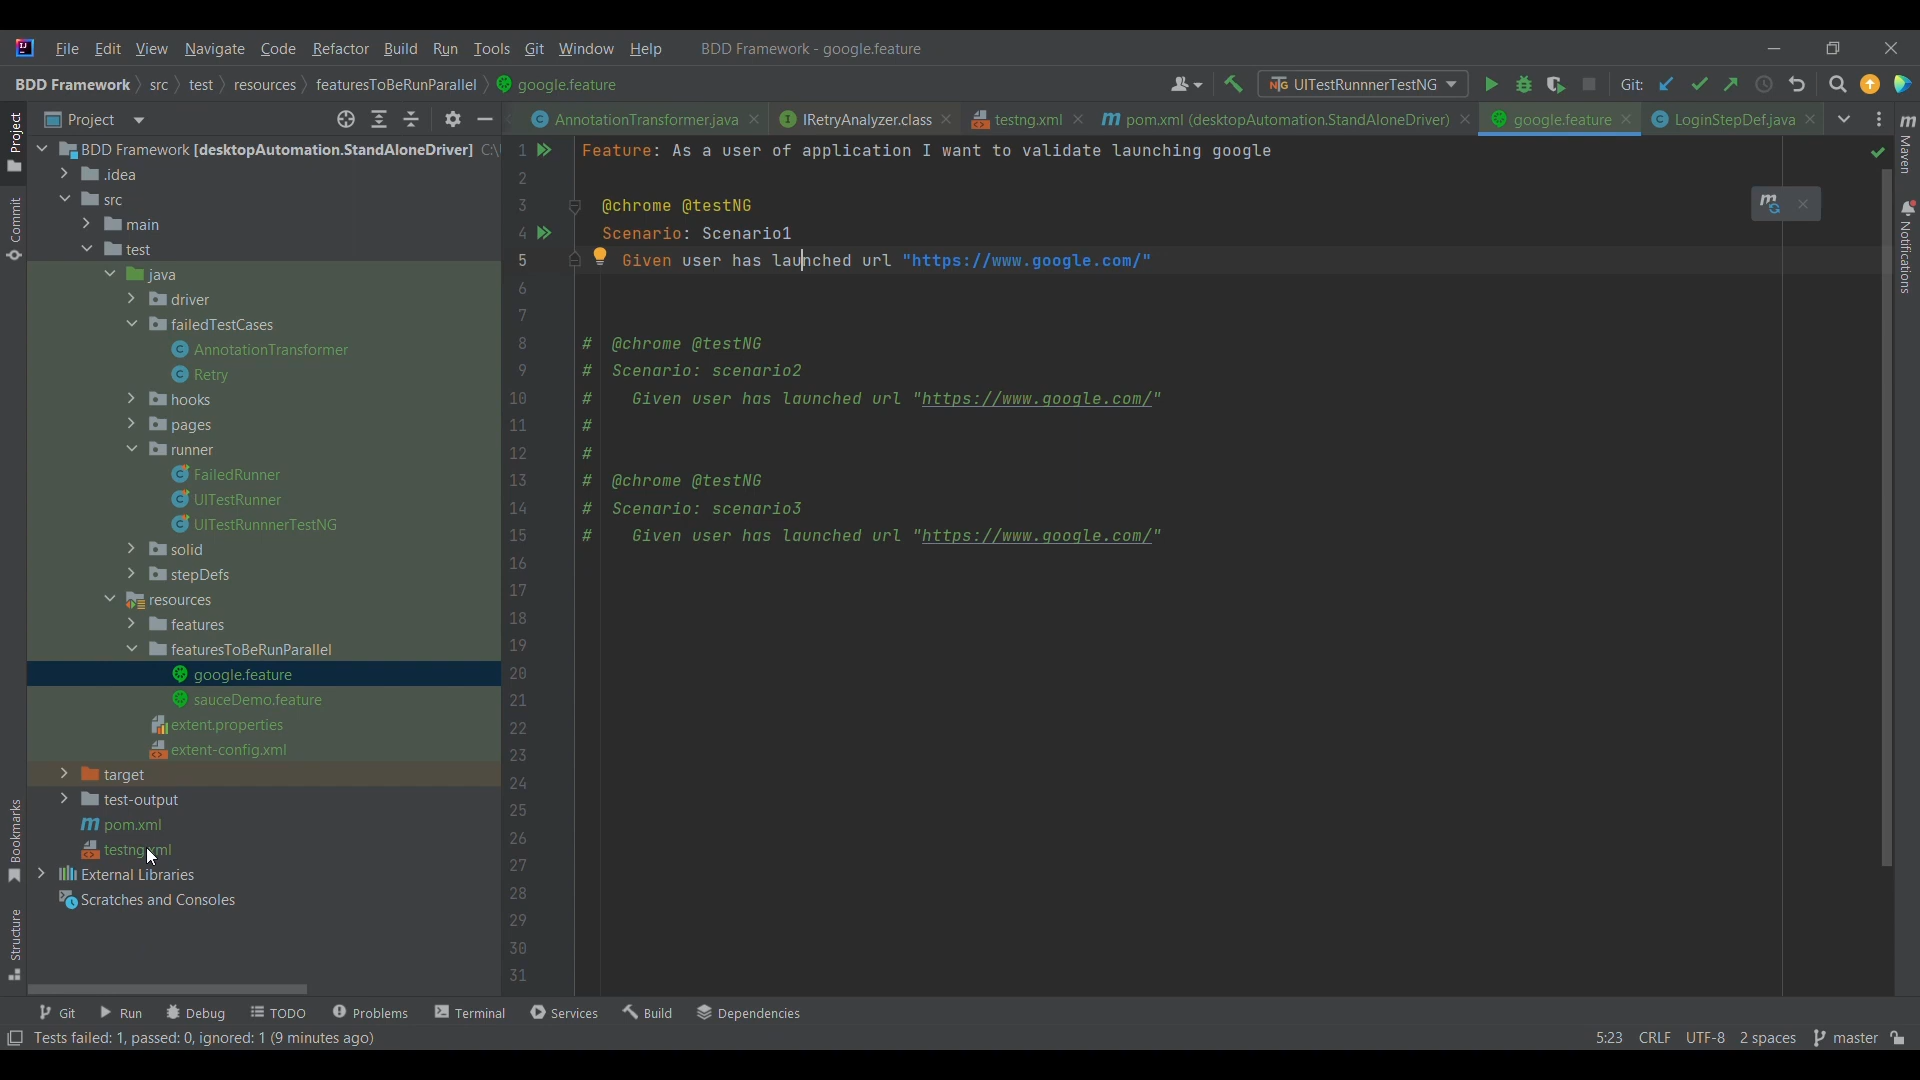 File Edit View Navigate Code Refactor Build Run Tools Git Window Help BDD Framework - google.feature
BDD Framework src test resources featuresToBeRunParallel google.feature UITestRunnnerTestNG Git:
Project AnnotationTransformer.java IRetryAnalyzer.class testng.xml pom.xml (desktopAutomation.StandAloneDriver) google.feature LoginStepDef.java
Project
Commit
Bookmarks
Structure
BDD Framework [desktopAutomation.StandAloneDriver] C:\
.idea
src
main
test
java
driver
failedTestCases
AnnotationTransformer
Retry
hooks
pages
runner
FailedRunner
UITestRunner
UITestRunnnerTestNG
solid
stepDefs
resources
features
featuresToBeRunParallel
google.feature
sauceDemo.feature
extent.properties
extent-config.xml
target
test-output
pom.xml
testng.xml
External Libraries
Scratches and Consoles
1 Feature: As a user of application I want to validate launching google
2
3 @chrome @testNG
4 Scenario: Scenario1
5 Given user has launched url "https://www.google.com/"
6
7
8 # @chrome @testNG
9 # Scenario: scenario2
10 # Given user has launched url "https://www.google.com/"
11 #
12 #
13 # @chrome @testNG
14 # Scenario: scenario3
15 # Given user has launched url "https://www.google.com/"
16
17
18
19
20
21
22
23
24
25
26
27
28
29
30
31
Maven
Notifications
Git Run Debug TODO Problems Terminal Services Build Dependencies
Tests failed: 1, passed: 0, ignored: 1 (9 minutes ago) 5:23 CRLF UTF-8 2 spaces master